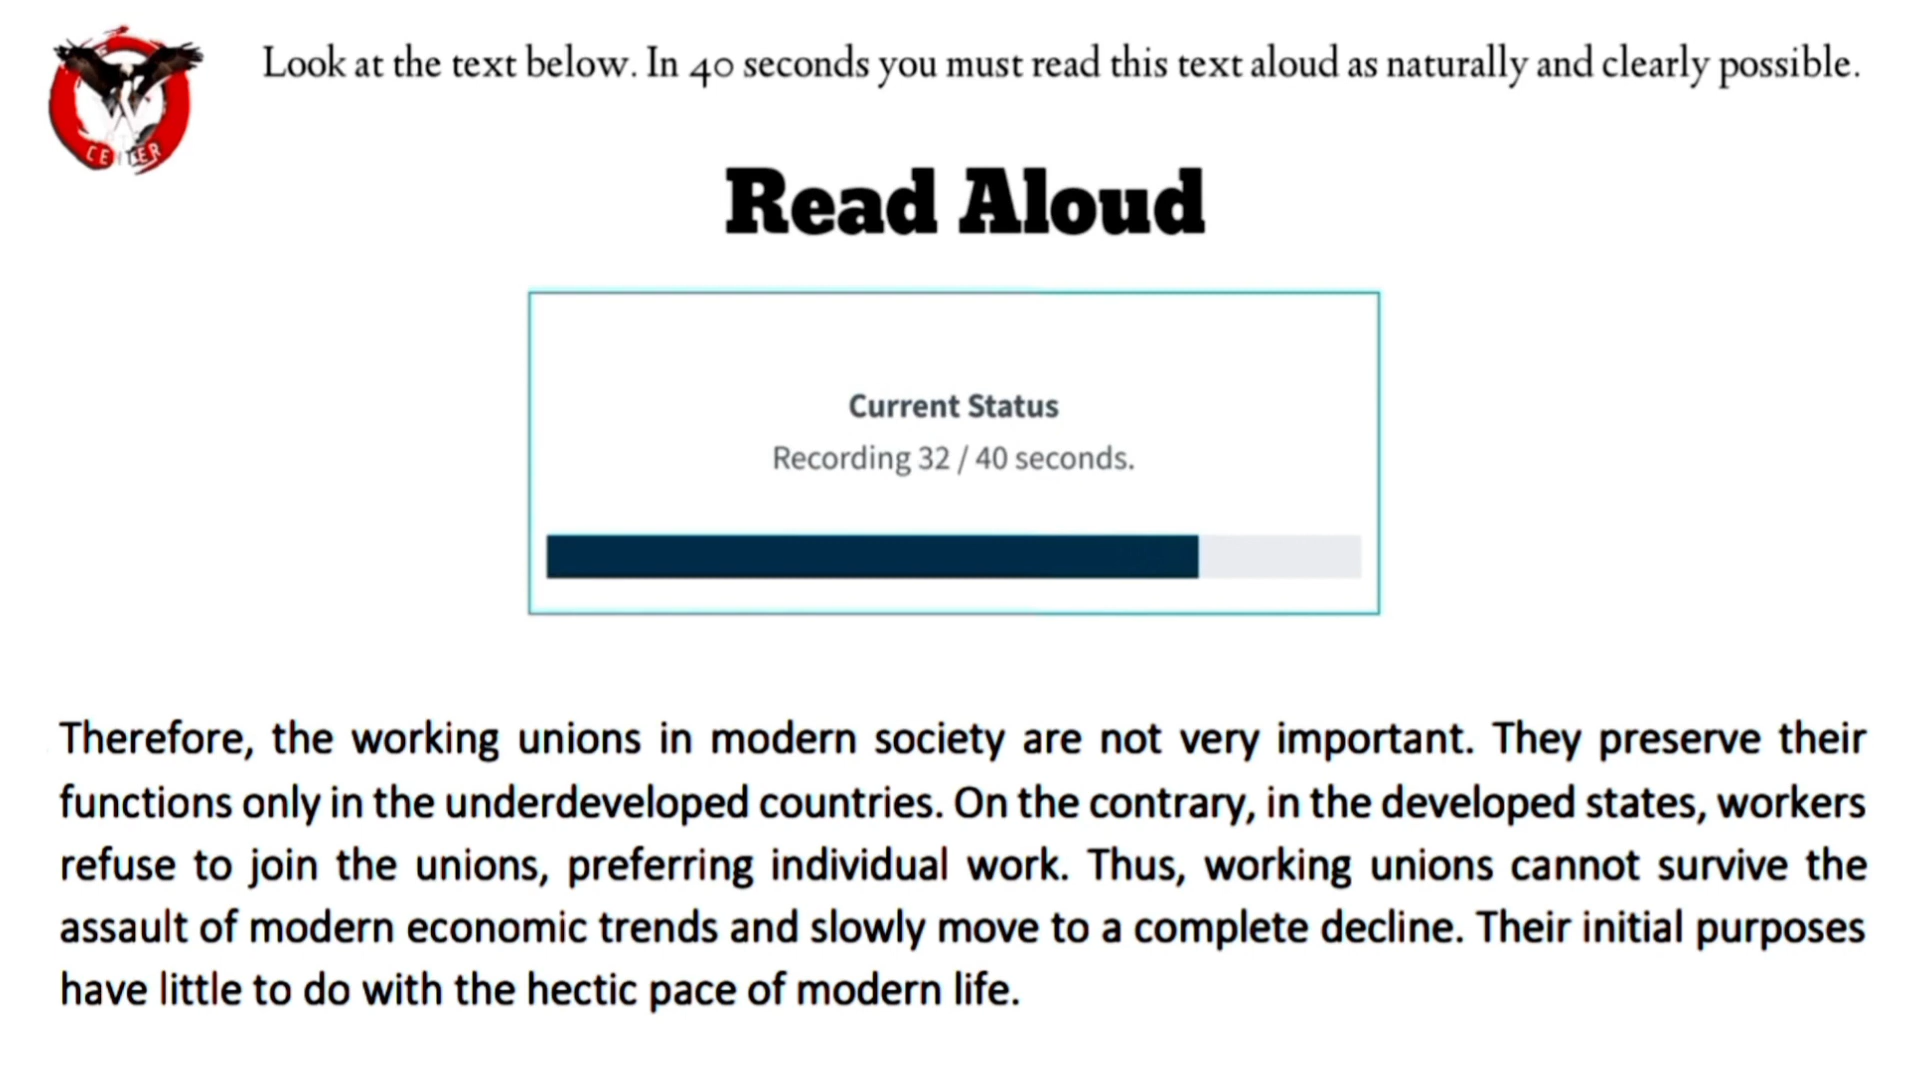 Look at the text below. In 40 seconds you must read this text aloud as naturally and clearly possible.
CENTER
Read Aloud
Current Status
Recording 32 / 40 seconds.
Therefore, the working unions in modern society are not very important. They preserve their
functions only in the underdeveloped countries. On the contrary, in the developed states, workers
refuse to join the unions, preferring individual work. Thus, working unions cannot survive the
assault of modern economic trends and slowly move to a complete decline. Their initial purposes
have little to do with the hectic pace of modern life.